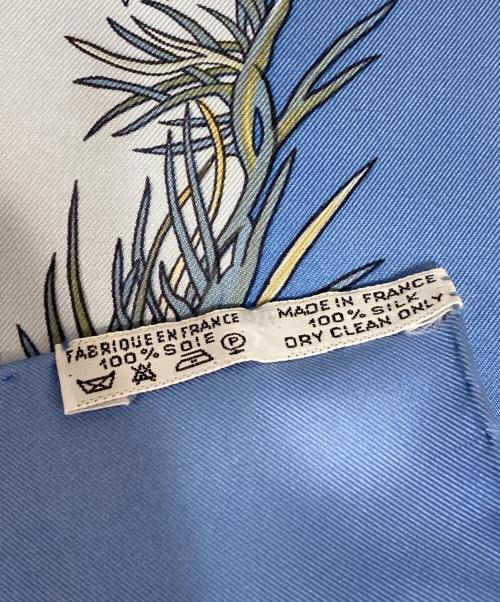 FABRIQUE EN FRANCE
100% SOIE
P
MADE IN FRANCE
100% SILK
DRY CLEAN ONLY